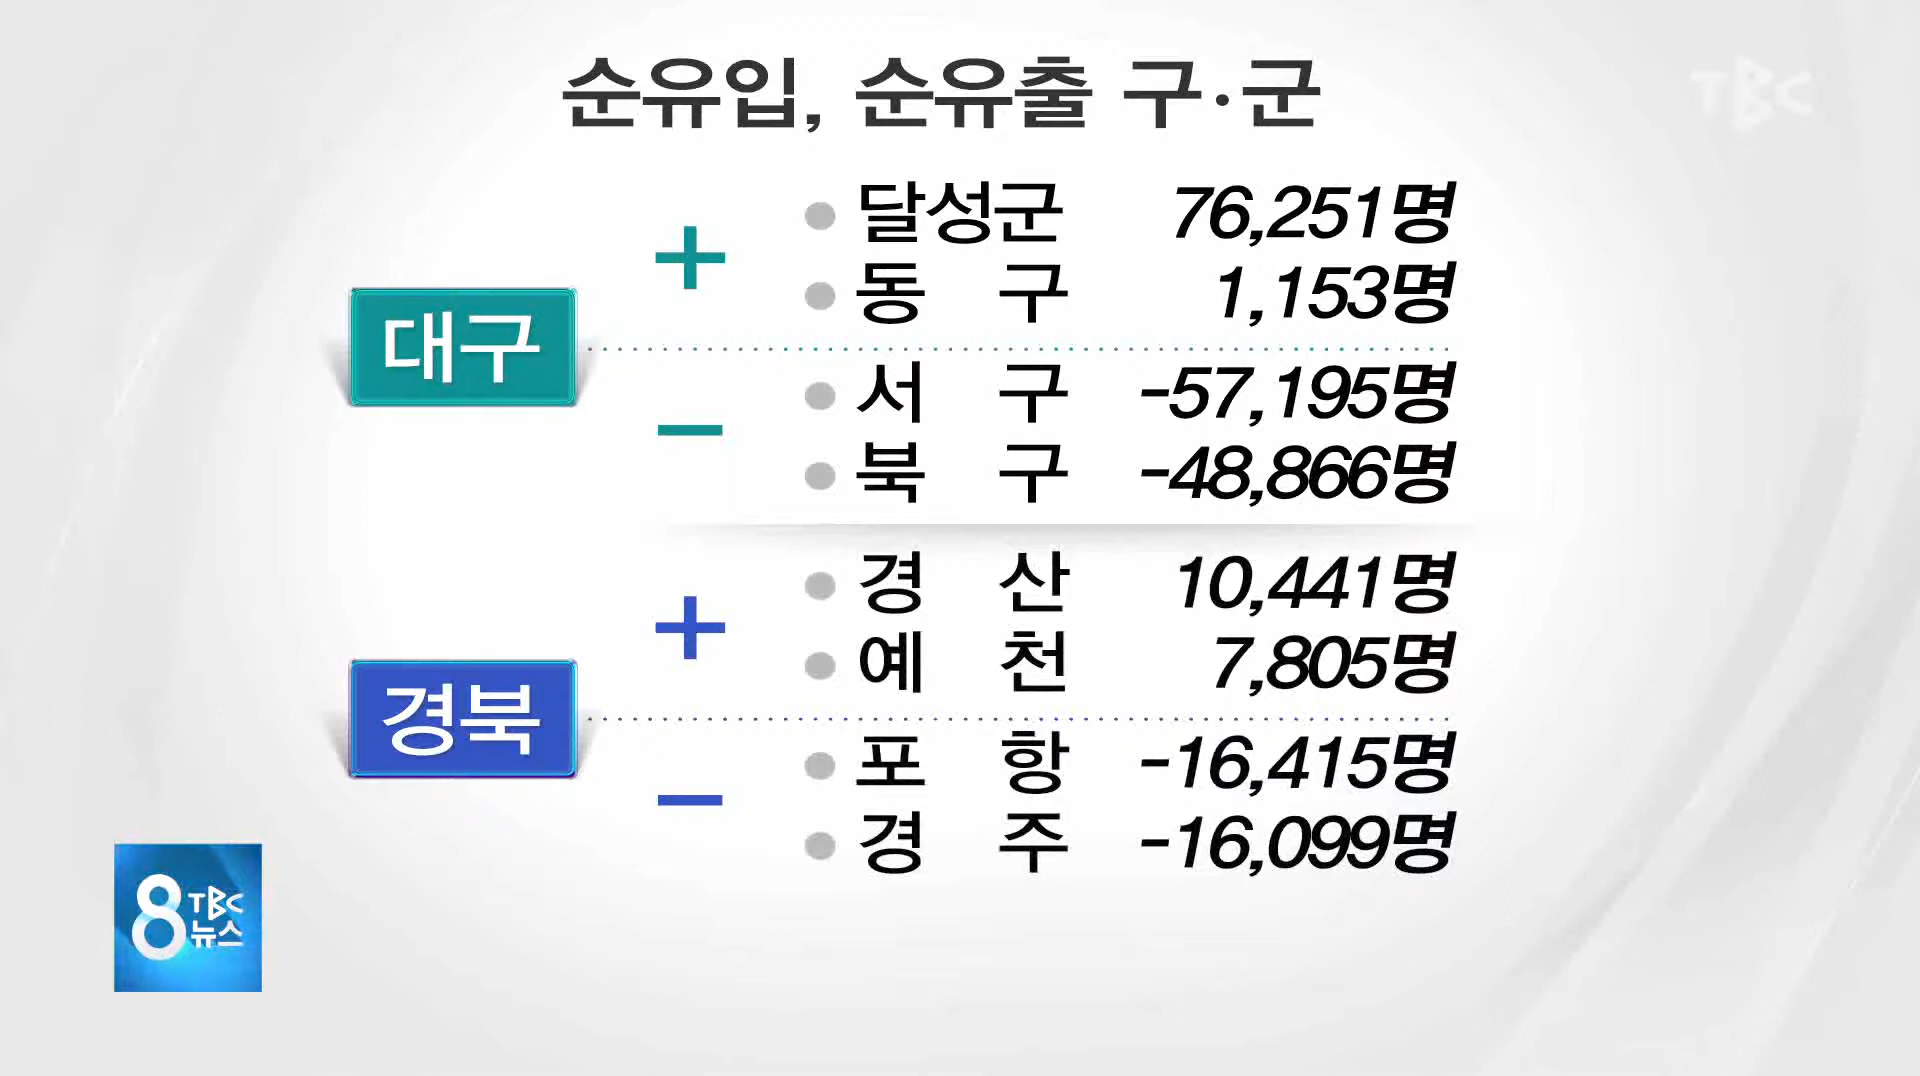 순유입, 순유출 구·군
TBC
대구
+
달성군 76,251명
동 구 1,153명
−
서 구 -57,195명
북 구 -48,866명
경북
+
경 산 10,441명
예 천 7,805명
−
포 항 -16,415명
경 주 -16,099명
8 TBC 뉴스